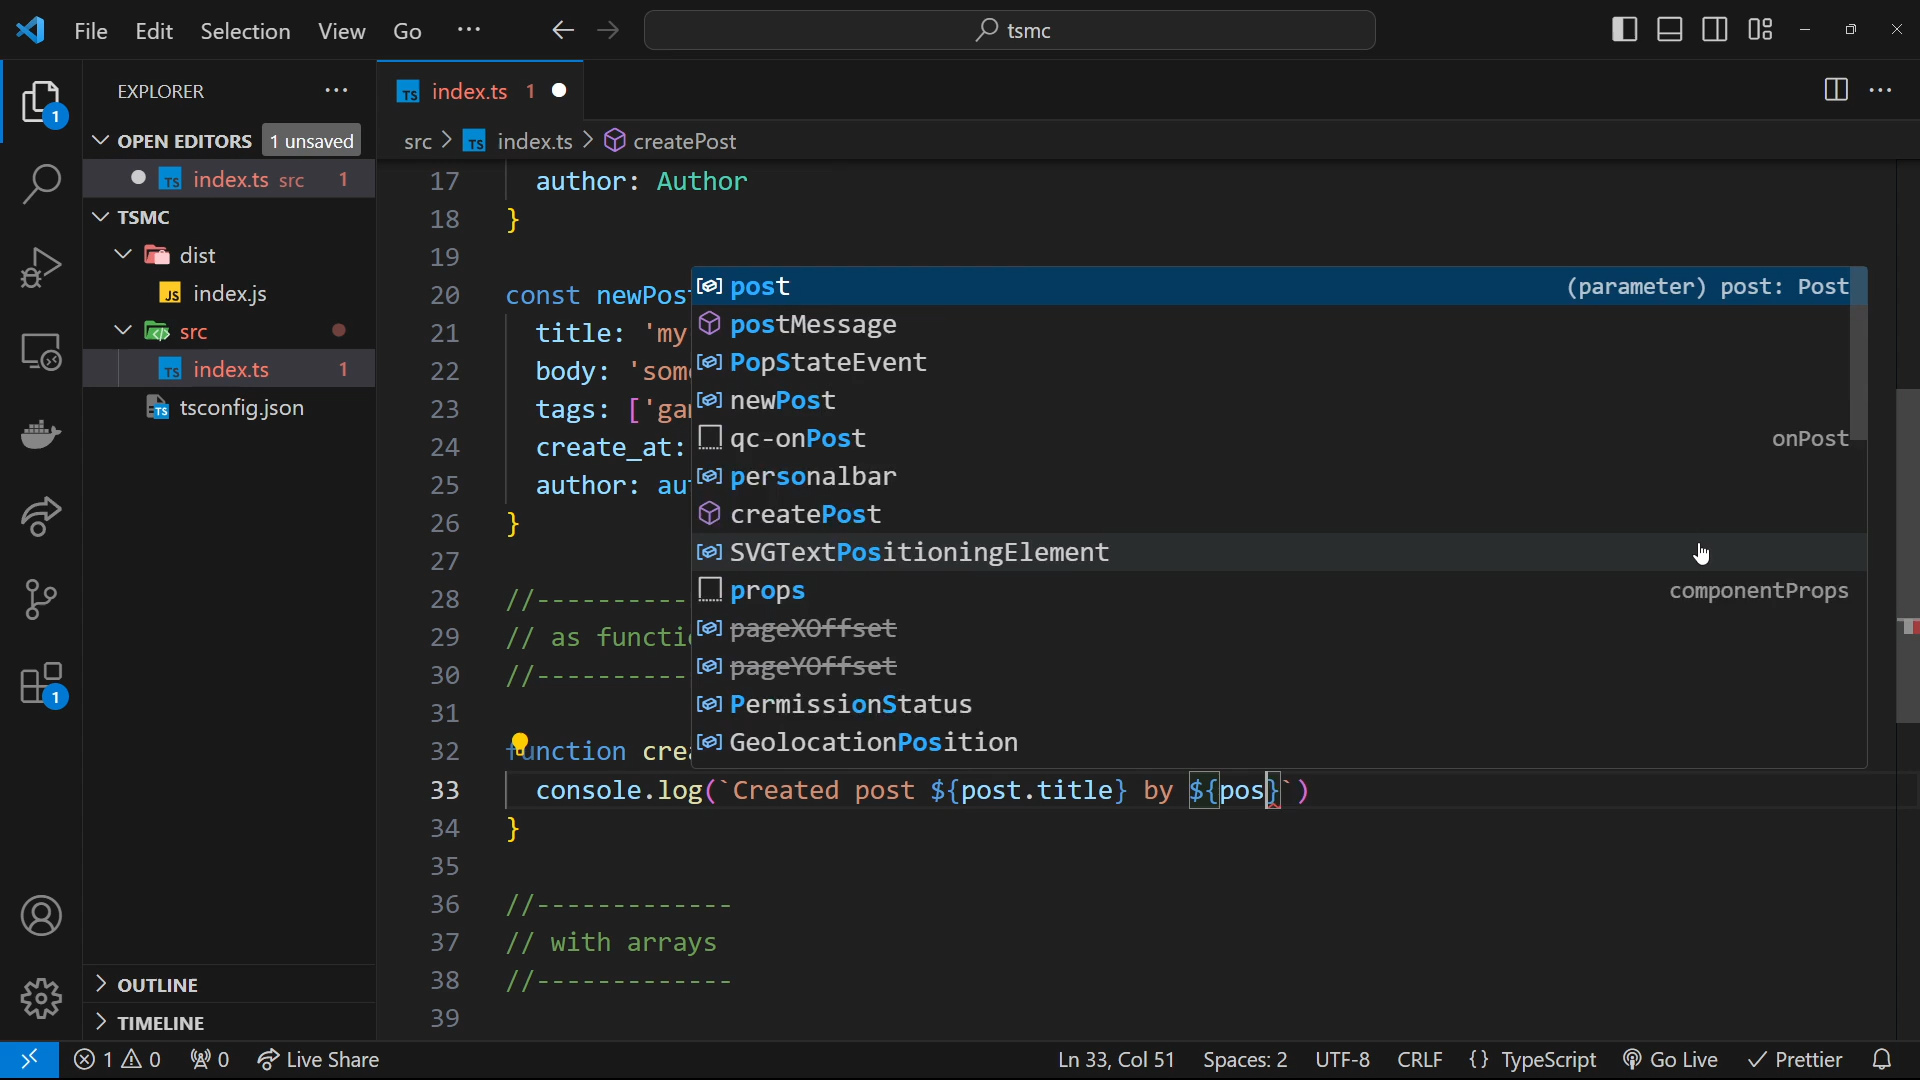 File Edit Selection View Go ··· tsmc
EXPLORER ···
1
OPEN EDITORS 1 unsaved
index.ts src 1
TSMC
dist
index.js
src
index.ts 1
tsconfig.json
1
OUTLINE
TIMELINE
index.ts 1
src > index.ts > createPost
17 author: Author
18 }
19
20 const newPos
21 title: 'my
22 body: 'som
23 tags: ['ga
24 create_at:
25 author: au
26 }
27
28 //----------
29 // as functi
30 //----------
31
32 function crea
33 console.log(`Created post ${post.title} by ${pos}`)
34 }
35
36 //-------------
37 // with arrays
38 //-------------
39
post (parameter) post: Post
postMessage
PopStateEvent
newPost
qc-onPost onPost
personalbar
createPost
SVGTextPositioningElement
props componentProps
pageXOffset
pageYOffset
PermissionStatus
GeolocationPosition
1 0 0 Live Share Ln 33, Col 51 Spaces: 2 UTF-8 CRLF {} TypeScript Go Live Prettier